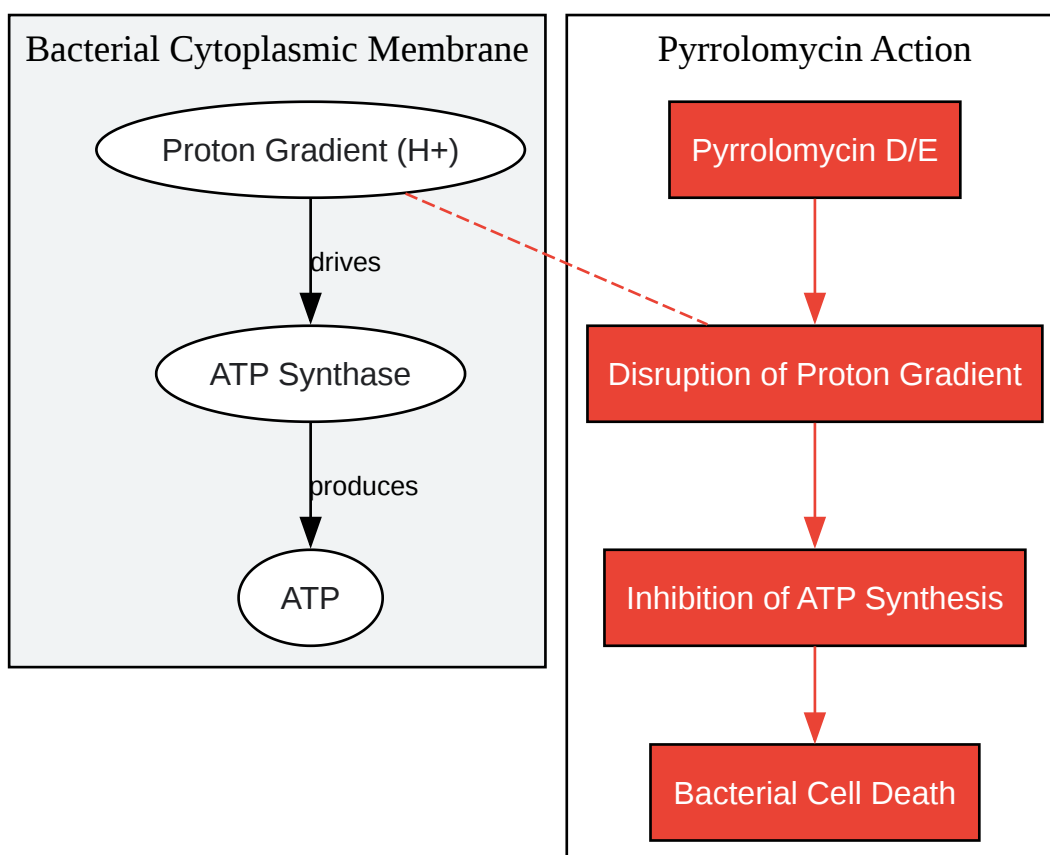 Bacterial Cytoplasmic Membrane
Proton Gradient (H+)
drives
ATP Synthase
produces
ATP
Pyrrolomycin Action
Pyrrolomycin D/E
Disruption of Proton Gradient
Inhibition of ATP Synthesis
Bacterial Cell Death